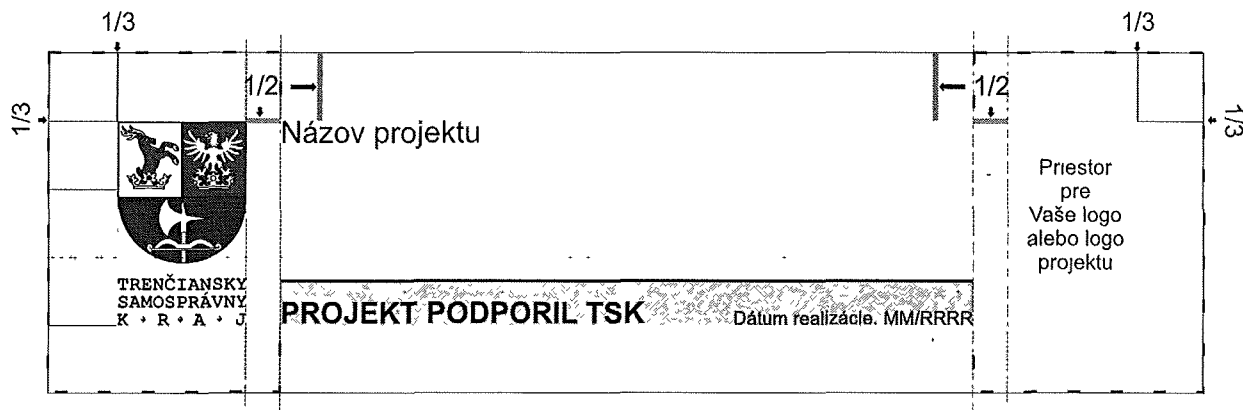 1/3
1/3
1/2
1/2
1/3
1/3
Názov projektu
Priestor
pre
Vaše logo
alebo logo
projektu
TRENČIANSKY
SAMOSPRÁVNY
K • R • A • J
PROJEKT PODPORIL TSK
Dátum realizácie. MM/RRRR